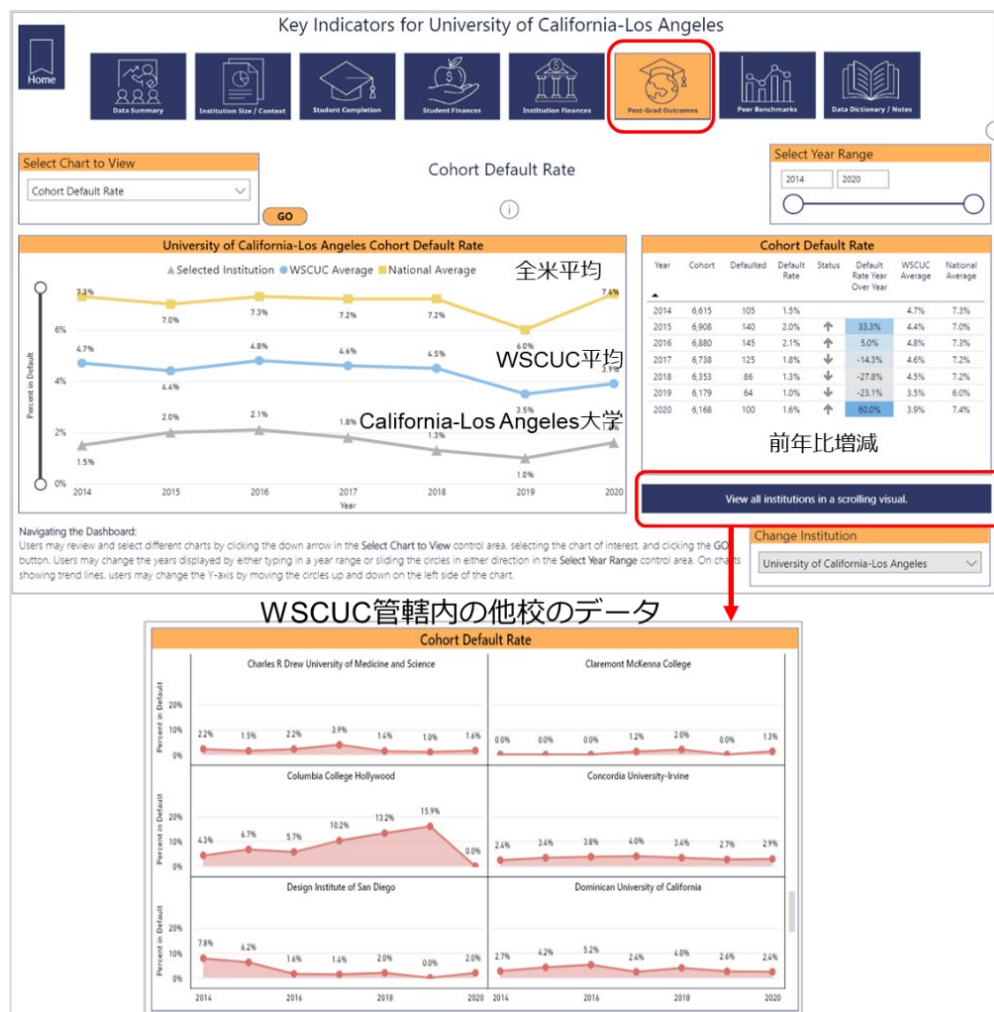 Key Indicators for University of California-Los Angeles
Home
Data Summary
Institution Size / Context
Student Completion
Student Finances
Institution Finances
Post-Grad Outcomes
Peer Benchmarks
Data Dictionary / Notes
Select Chart to View
Cohort Default Rate
GO
Cohort Default Rate
Select Year Range
2014 2020
University of California-Los Angeles Cohort Default Rate
Selected Institution WSCUC Average National Average
全米平均
7.3% 7.0% 7.3% 7.2% 7.2% 6.0% 7.4%
WSCUC平均
4.7% 4.4% 4.8% 4.6% 4.5% 3.5% 3.9%
California-Los Angeles大学
1.5% 2.0% 2.1% 1.8% 1.3% 1.0%
Percent in Default
6%
4%
2%
0%
2014 2015 2016 2017 2018 2019 2020
Year
Cohort Default Rate
Year Cohort Defaulted Default Rate Status Default Rate Year Over Year WSCUC Average National Average
2014 6,615 105 1.5% 4.7% 7.3%
2015 6,908 140 2.0% 33.3% 4.4% 7.0%
2016 6,880 145 2.1% 5.0% 4.8% 7.3%
2017 6,738 125 1.8% -14.3% 4.6% 7.2%
2018 6,353 86 1.3% -27.8% 4.5% 7.2%
2019 6,179 64 1.0% -23.1% 3.5% 6.0%
2020 6,168 100 1.6% 60.0% 3.9% 7.4%
前年比増減
View all institutions in a scrolling visual.
Navigating the Dashboard:
Users may review and select different charts by clicking the down arrow in the Select Chart to View control area, selecting the chart of interest, and clicking the GO
button. Users may change the years displayed by either typing in a year range or sliding the circles in either direction in the Select Year Range control area. On charts
showing trend lines, users may change the Y-axis by moving the circles up and down on the left side of the chart.
Change Institution
University of California-Los Angeles
WSCUC管轄内の他校のデータ
Cohort Default Rate
Charles R Drew University of Medicine and Science
Percent in Default
20%
10%
0%
2.2% 1.5% 2.2% 3.9% 1.4% 1.0% 1.6%
Claremont McKenna College
0.0% 0.0% 0.0% 1.2% 2.0% 0.0% 1.3%
Columbia College Hollywood
Percent in Default
20%
10%
0%
4.3% 6.7% 5.7% 10.2% 13.2% 15.9% 0.0%
Concordia University-Irvine
2.4% 3.4% 3.8% 4.0% 3.4% 2.7% 2.9%
Design Institute of San Diego
Percent in Default
20%
10%
0%
7.8% 6.2% 1.6% 1.4% 2.0% 0.0% 2.0%
Dominican University of California
2.7% 4.2% 5.2% 2.4% 4.0% 2.6% 2.4%
2014 2016 2018 2020 2014 2016 2018 2020